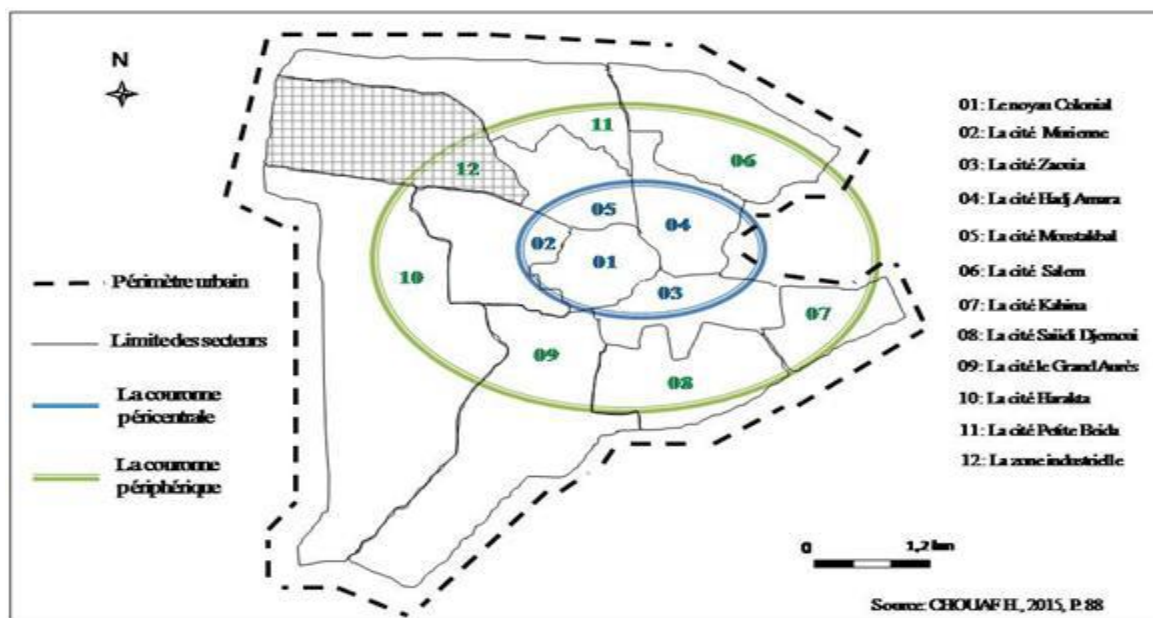 N
11
06
12
05
04
02
01
10
03
07
09
08
Périmètre urbain
Limite des secteurs
La couronne
péricentrale
La couronne
périphérique
01: Le noyau Colonial
02: La cité Murienne
03: La cité Zaouia
04: La cité Hadj Amara
05: La cité Moustakbal
06: La cité Salem
07: La cité Kahina
08: La cité Saïdi Djemoui
09: La cité le Grand Aurès
10: La cité Harakta
11: La cité Petite Beida
12: La zone industrielle
0 1,2 km
Source: CHOUAF H., 2015, P. 88